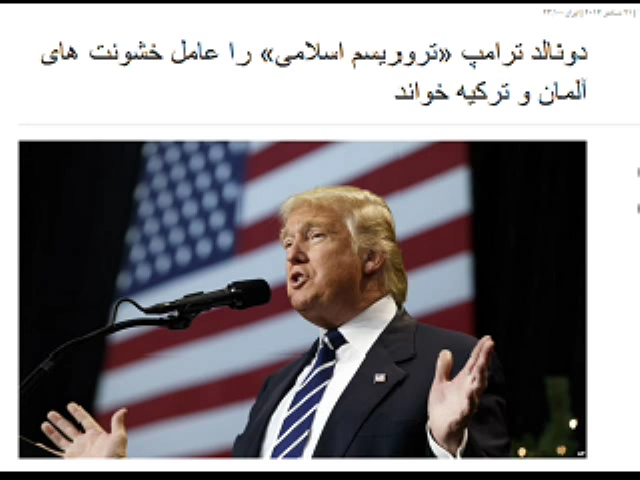 دونالد ترامپ «تروریسم اسلامی» را عامل خشونت های
آلمان و ترکیه خواند